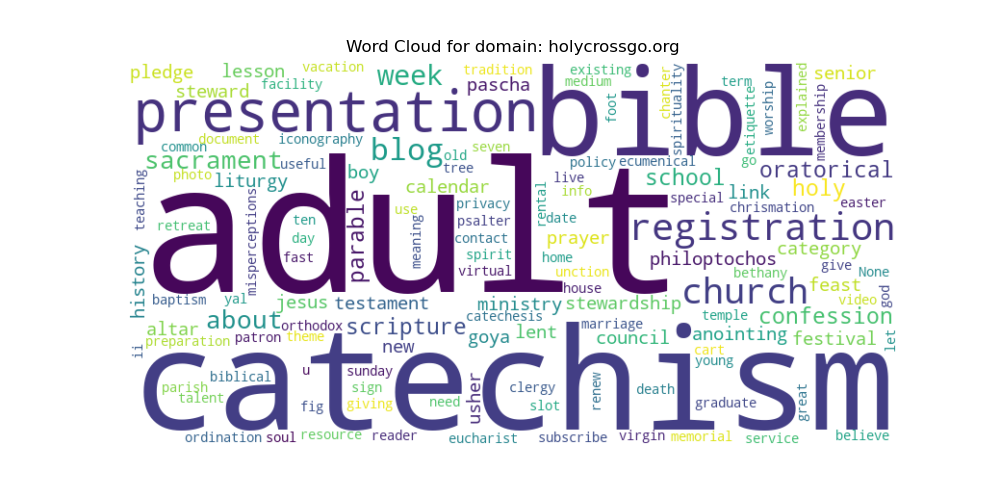 Word Cloud for domain: holycrossgo.org
pledge lesson vacation week tradition existing term senior
steward facility pascha medium foot spirituality chanter etiquette worship explained membership
presentation bible
document iconography blog seven
common old
sacrament useful tree policy ecumenical go oratorical
photo liturgy boy calendar live school link holy
teaching info special
retreat misperceptions ten parable use meaning privacy rental date chrismation easter
adult psalter registration
day contact prayer category
history fast spirit home philoptochos
virtual unction bethany give None
house church feast video god
baptism yal jesus testament ministry stewardship
altar about orthodox scripture catechesis marriage temple confession
preparation patron theme goya lent council anointing festival let
ii new cart
catechism
biblical u sunday usher young
parish sign clergy renew death graduate great
talent fig giving need slot
ordination soul resource reader eucharist subscribe virgin memorial service believe